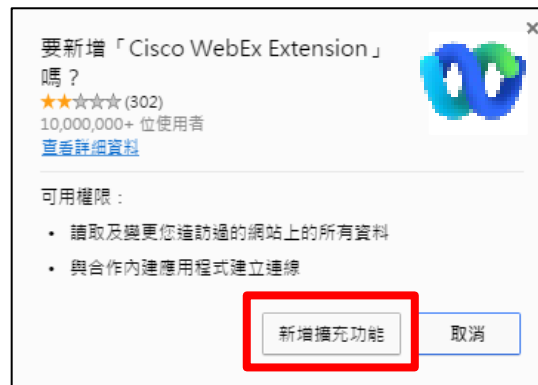 要新增「Cisco WebEx Extension」
嗎？
★★☆☆☆ (302)
10,000,000+ 位使用者
查看詳細資料
可用權限：
• 讀取及變更您造訪過的網站上的所有資料
• 與合作內建應用程式建立連線
新增擴充功能
取消